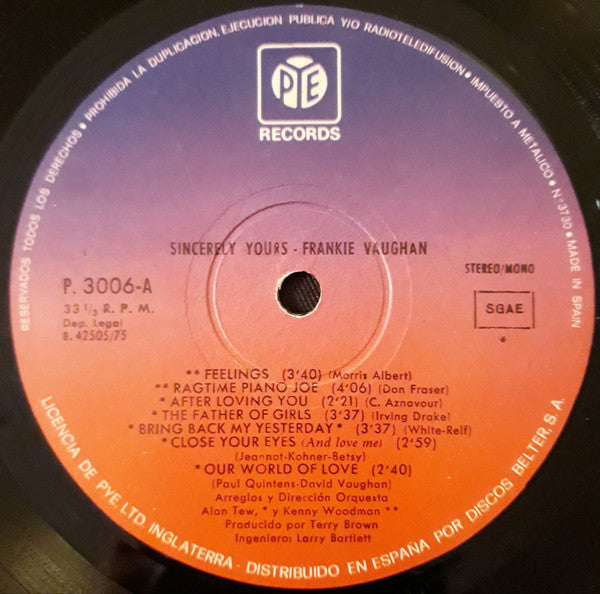 RESERVADOS TODOS LOS DERECHOS • PROHIBIDA LA DUPLICACION, EJECUCION PUBLICA Y/O RADIOTELEDIFUSION • IMPUESTO A METALICO • Nº 3730 • MADE IN SPAIN
PYE
RECORDS
SINCERELY YOURS - FRANKIE VAUGHAN
P. 3006-A
33 1/3 R. P. M.
Dep. Legal
B. 42505/75
STEREO/MONO
SGAE
*
** FEELINGS (3'40) (Morris Albert)
** RAGTIME PIANO JOE (4'06) (Don Fraser)
* AFTER LOVING YOU (2'21) (C. Aznavour)
* THE FATHER OF GIRLS (3'37) (Irving Drake)
* BRING BACK MY YESTERDAY * (3'37) (White-Relf)
* CLOSE YOUR EYES (And love me) (2'59)
(Jeannot-Kohner-Betsy)
* OUR WORLD OF LOVE (2'40)
(Paul Quintens-David Vaughan)
Arreglos y Dirección Orquesta
Alan Tew, * y Kenny Woodman **
Producido por Terry Brown
Ingeniero: Larry Bartlett
LICENCIA DE PYE, LTD. INGLATERRA - DISTRIBUIDO EN ESPAÑA POR DISCOS BELTER, S. A.